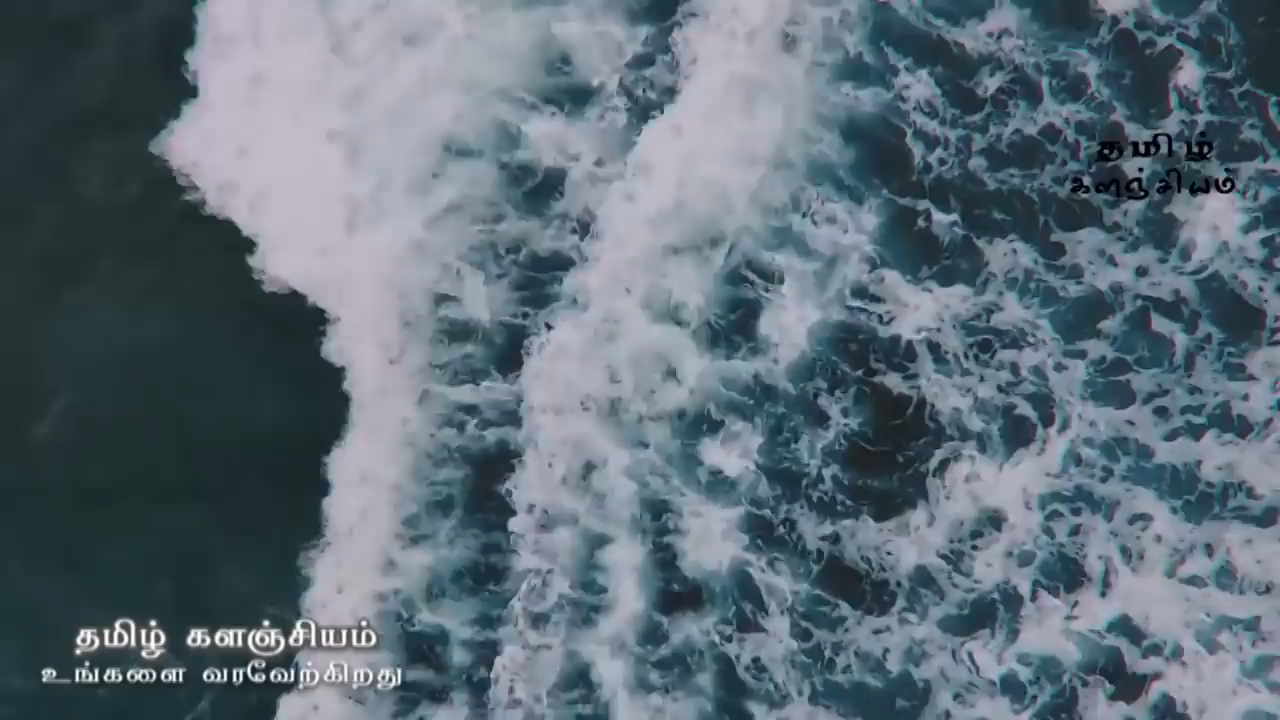 தமிழ்
களஞ்சியம்
தமிழ் களஞ்சியம்
உங்களை வரவேற்கிறது